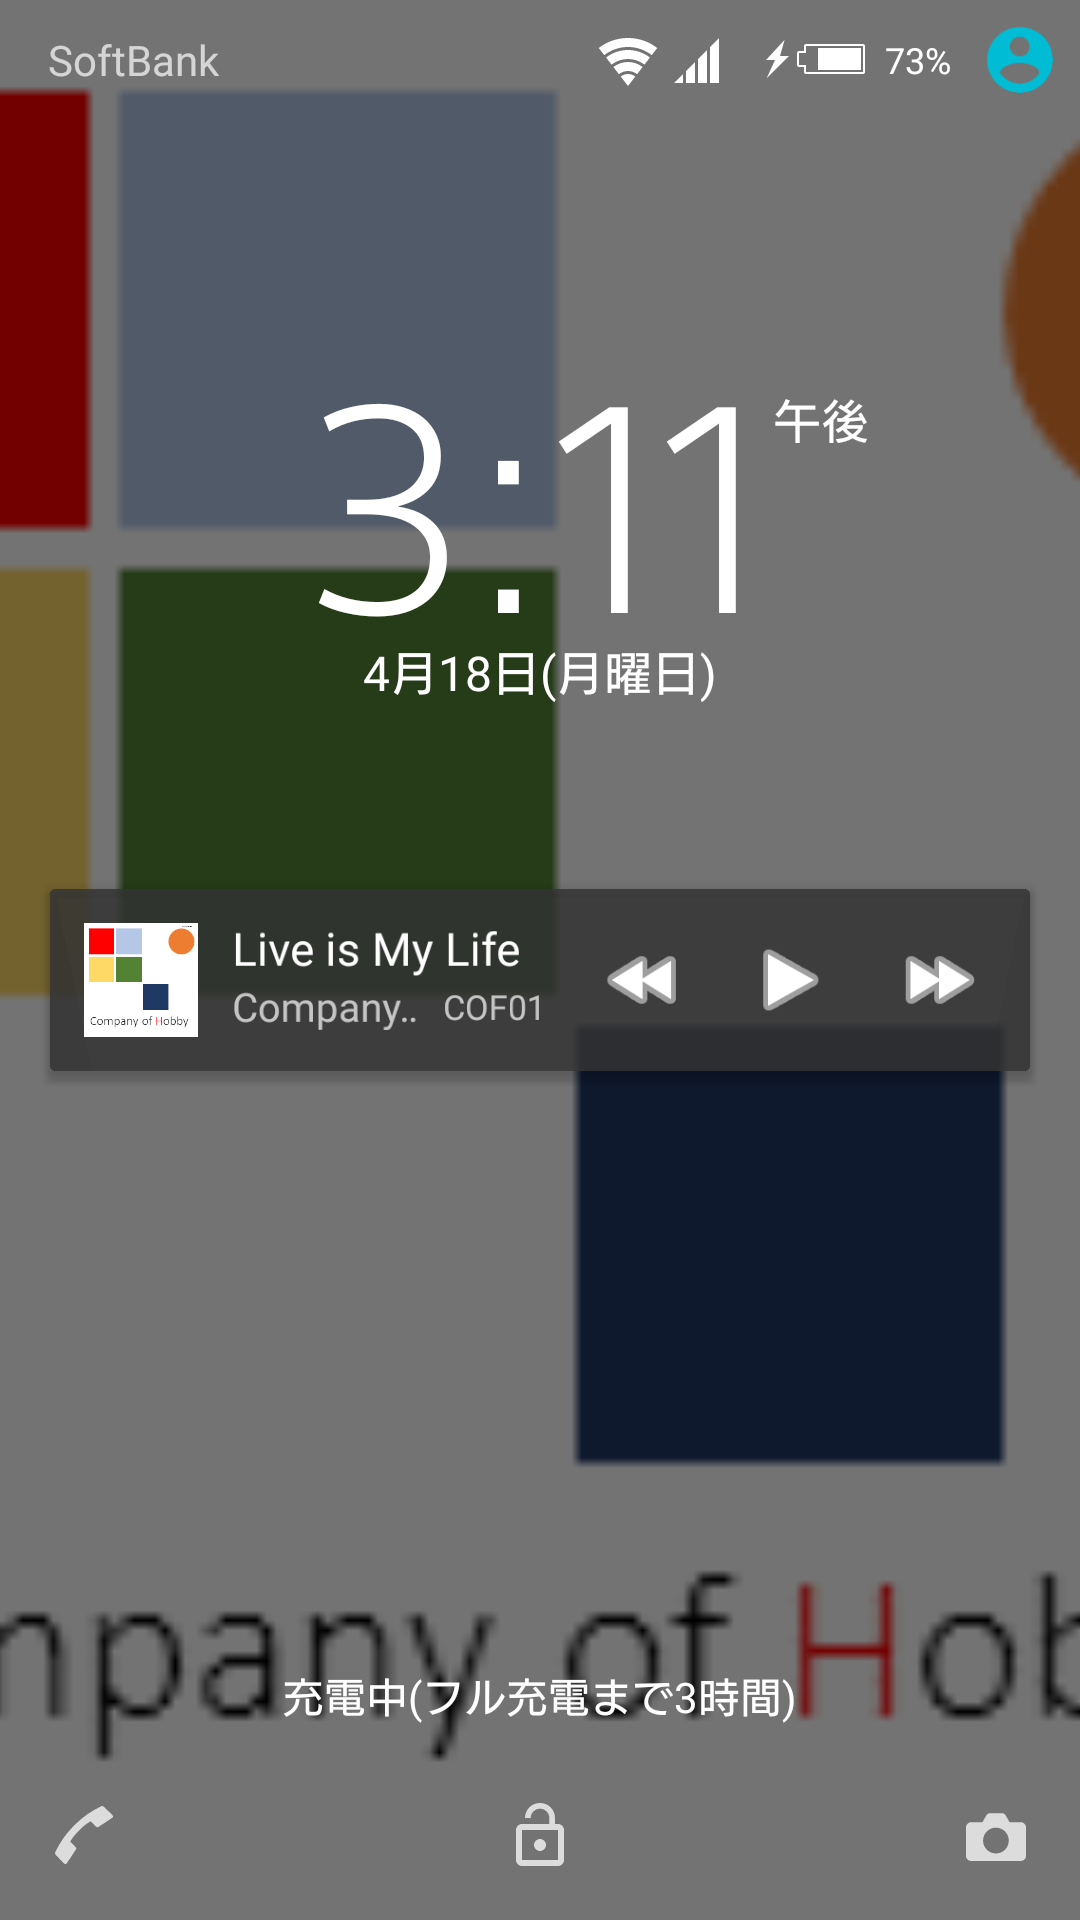 SoftBank 73%
3:11 午後
4月18日(月曜日)
Live is My Life
Company.. COF01
Company of Hobby
mpany of Hob
充電中(フル充電まで3時間)